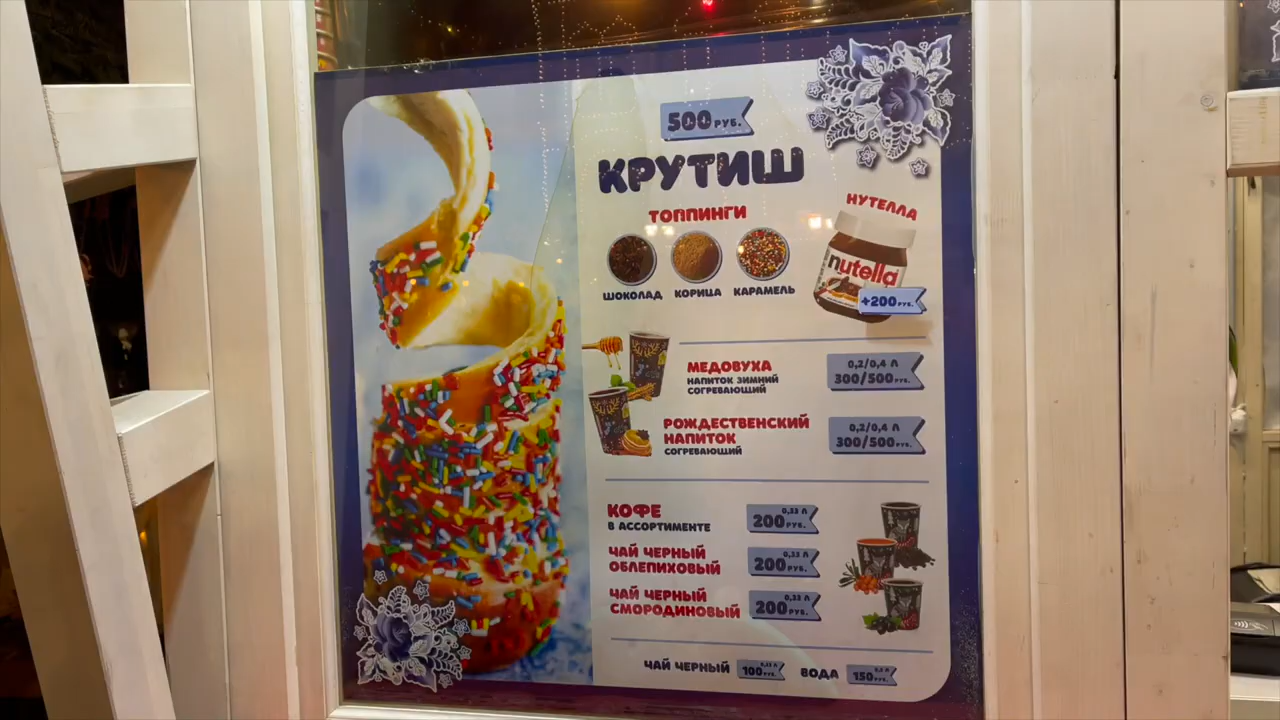 500 РУБ.
КРУТИШ
ТОППИНГИ
НУТЕЛЛА
nutella
+200 РУБ.
ШОКОЛАД КОРИЦА КАРАМЕЛЬ
МЕДОВУХА
НАПИТОК ЗИМНИЙ
СОГРЕВАЮЩИЙ
0,2/0,4 Л
300/500 РУБ.
РОЖДЕСТВЕНСКИЙ
НАПИТОК
СОГРЕВАЮЩИЙ
0,2/0,4 Л
300/500 РУБ.
КОФЕ
В АССОРТИМЕНТЕ
0,33 Л
200 РУБ.
ЧАЙ ЧЕРНЫЙ
ОБЛЕПИХОВЫЙ
0,33 Л
200 РУБ.
ЧАЙ ЧЕРНЫЙ
СМОРОДИНОВЫЙ
0,33 Л
200 РУБ.
ЧАЙ ЧЕРНЫЙ
0,33 Л
100 РУБ.
ВОДА
150 РУБ.